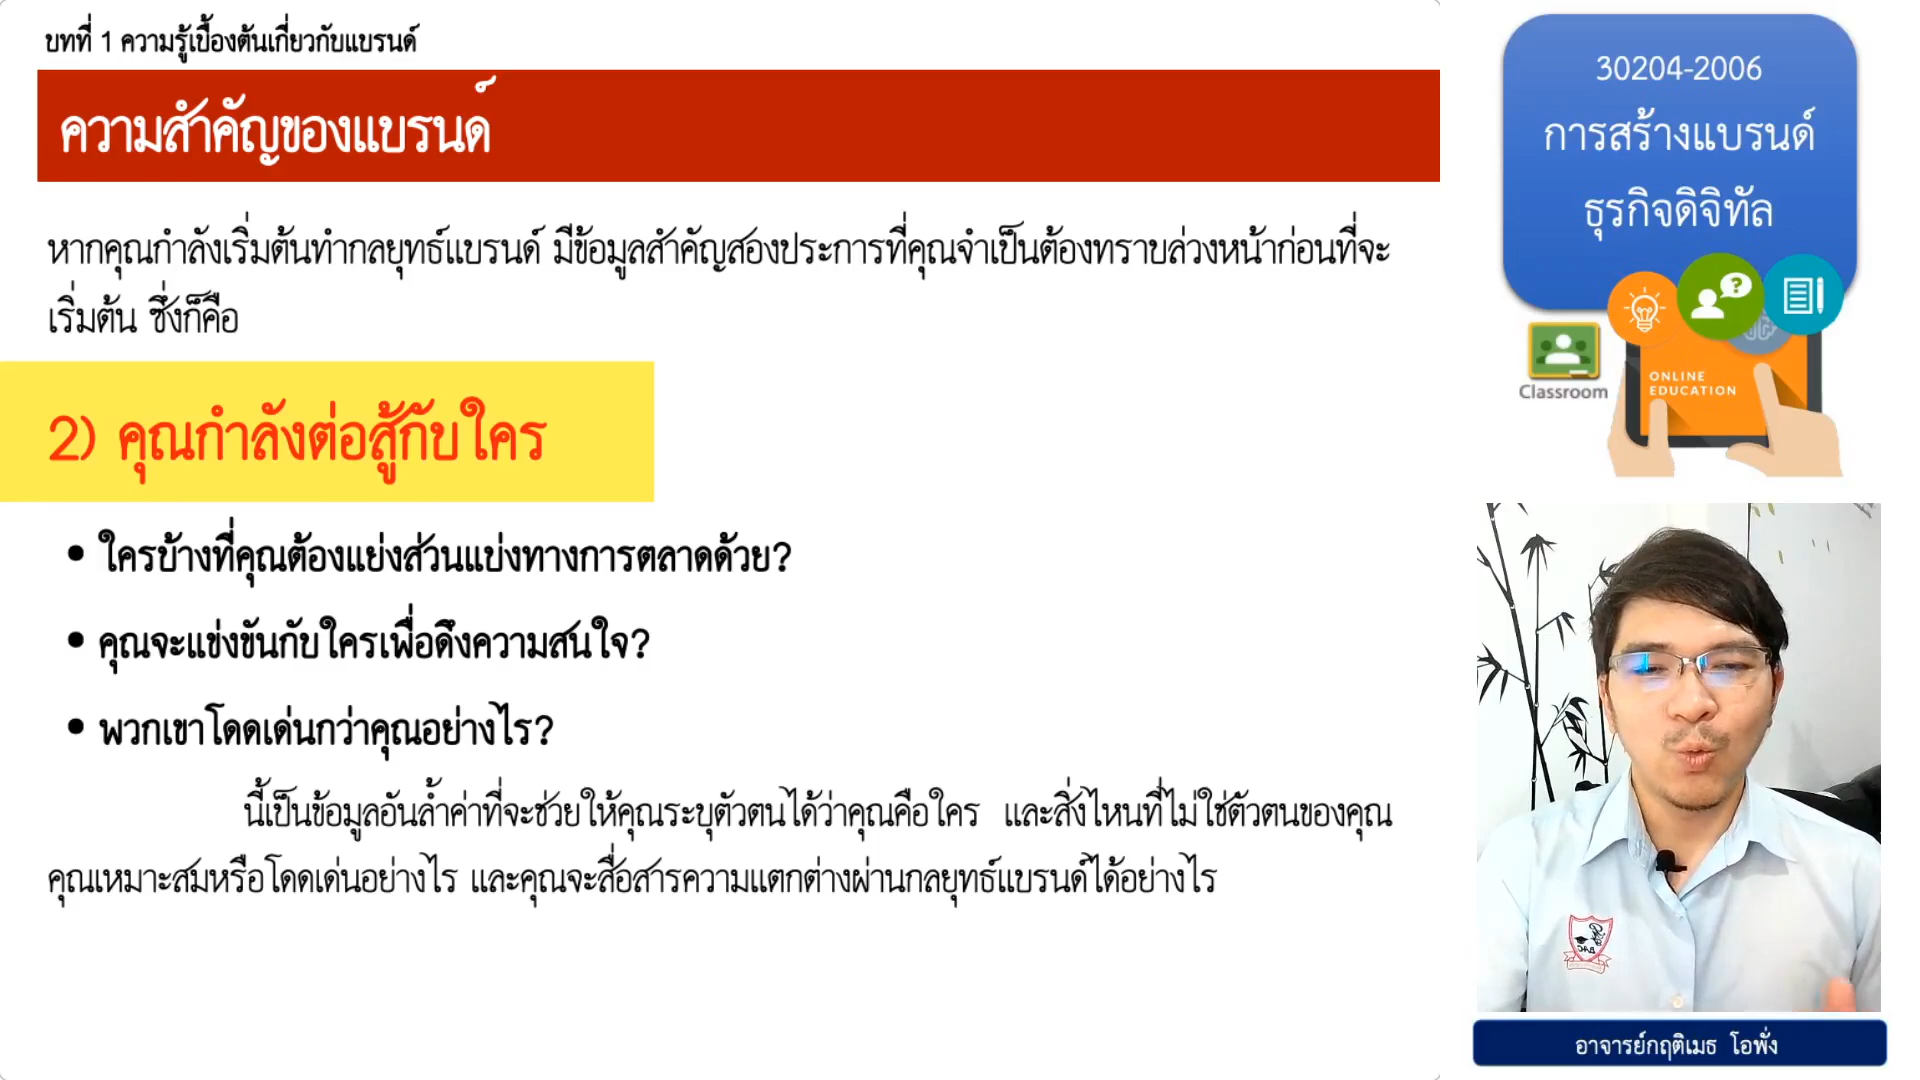 บทที่ 1 ความรู้เบื้องต้นเกี่ยวกับแบรนด์
ความสำคัญของแบรนด์
หากคุณกำลังเริ่มต้นทำกลยุทธ์แบรนด์ มีข้อมูลสำคัญสองประการที่คุณจำเป็นต้องทราบล่วงหน้าก่อนที่จะ
เริ่มต้น ซึ่งก็คือ
2) คุณกำลังต่อสู้กับใคร
• ใครบ้างที่คุณต้องแย่งส่วนแบ่งทางการตลาดด้วย?
• คุณจะแข่งขันกับใครเพื่อดึงความสนใจ?
• พวกเขาโดดเด่นกว่าคุณอย่างไร?
นี้เป็นข้อมูลอันล้ำค่าที่จะช่วยให้คุณระบุตัวตนได้ว่าคุณคือใคร และสิ่งไหนที่ไม่ใช่ตัวตนของคุณ
คุณเหมาะสมหรือโดดเด่นอย่างไร และคุณจะสื่อสารความแตกต่างผ่านกลยุทธ์แบรนด์ได้อย่างไร
30204-2006
การสร้างแบรนด์
ธุรกิจดิจิทัล
Classroom
ONLINE
EDUCATION
อาจารย์กฤติเมธ โอพั่ง